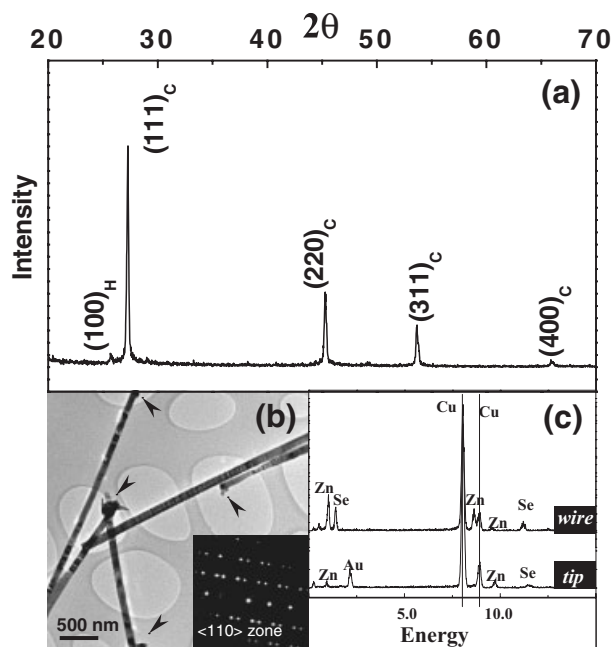 20 30 40 2θ 50 60 70
(a)
Intensity
(100)H
(111)C
(220)C
(311)C
(400)C
(b)
500 nm
<110> zone
(c)
Cu
Cu
Zn
Se
Zn
Zn
Se
wire
Zn
Au
Zn
Se
tip
5.0 10.0
Energy